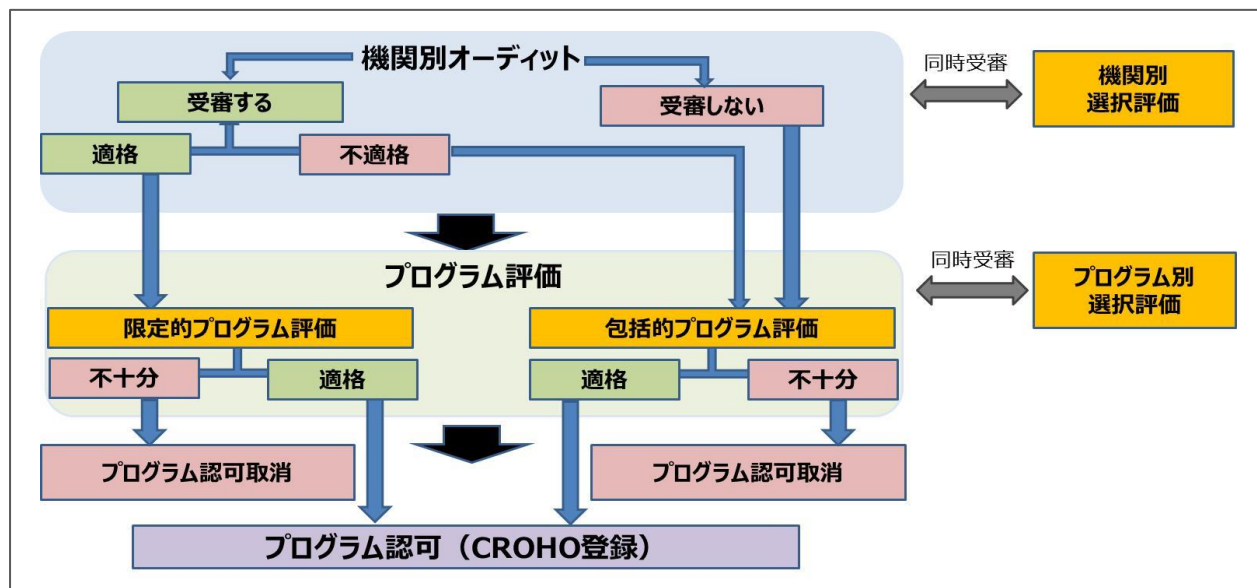 機関別オーディット
同時受審
機関別
選択評価
受審する
受審しない
適格
不適格
プログラム評価
同時受審
プログラム別
選択評価
限定的プログラム評価
包括的プログラム評価
不十分
適格
適格
不十分
プログラム認可取消
プログラム認可取消
プログラム認可（CROHO登録）